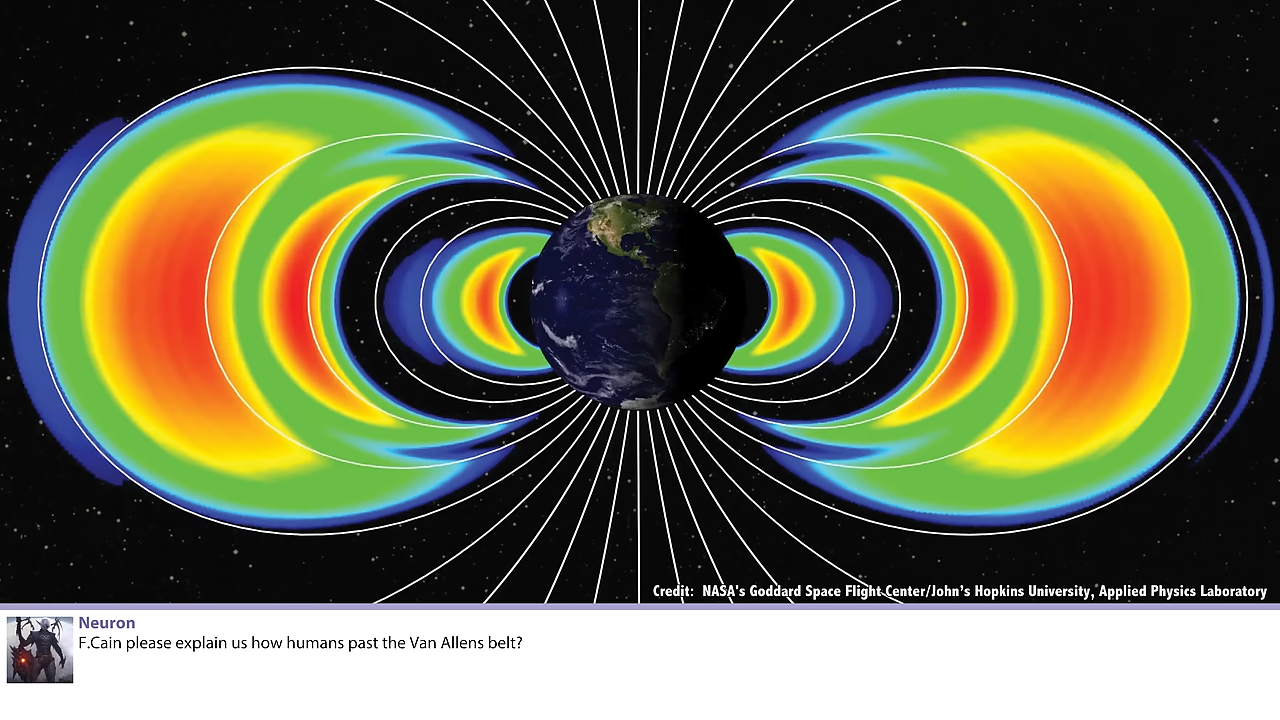 Credit:  NASA's Goddard Space Flight Center/John's Hopkins University, Applied Physics Laboratory
Neuron
F.Cain please explain us how humans past the Van Allens belt?